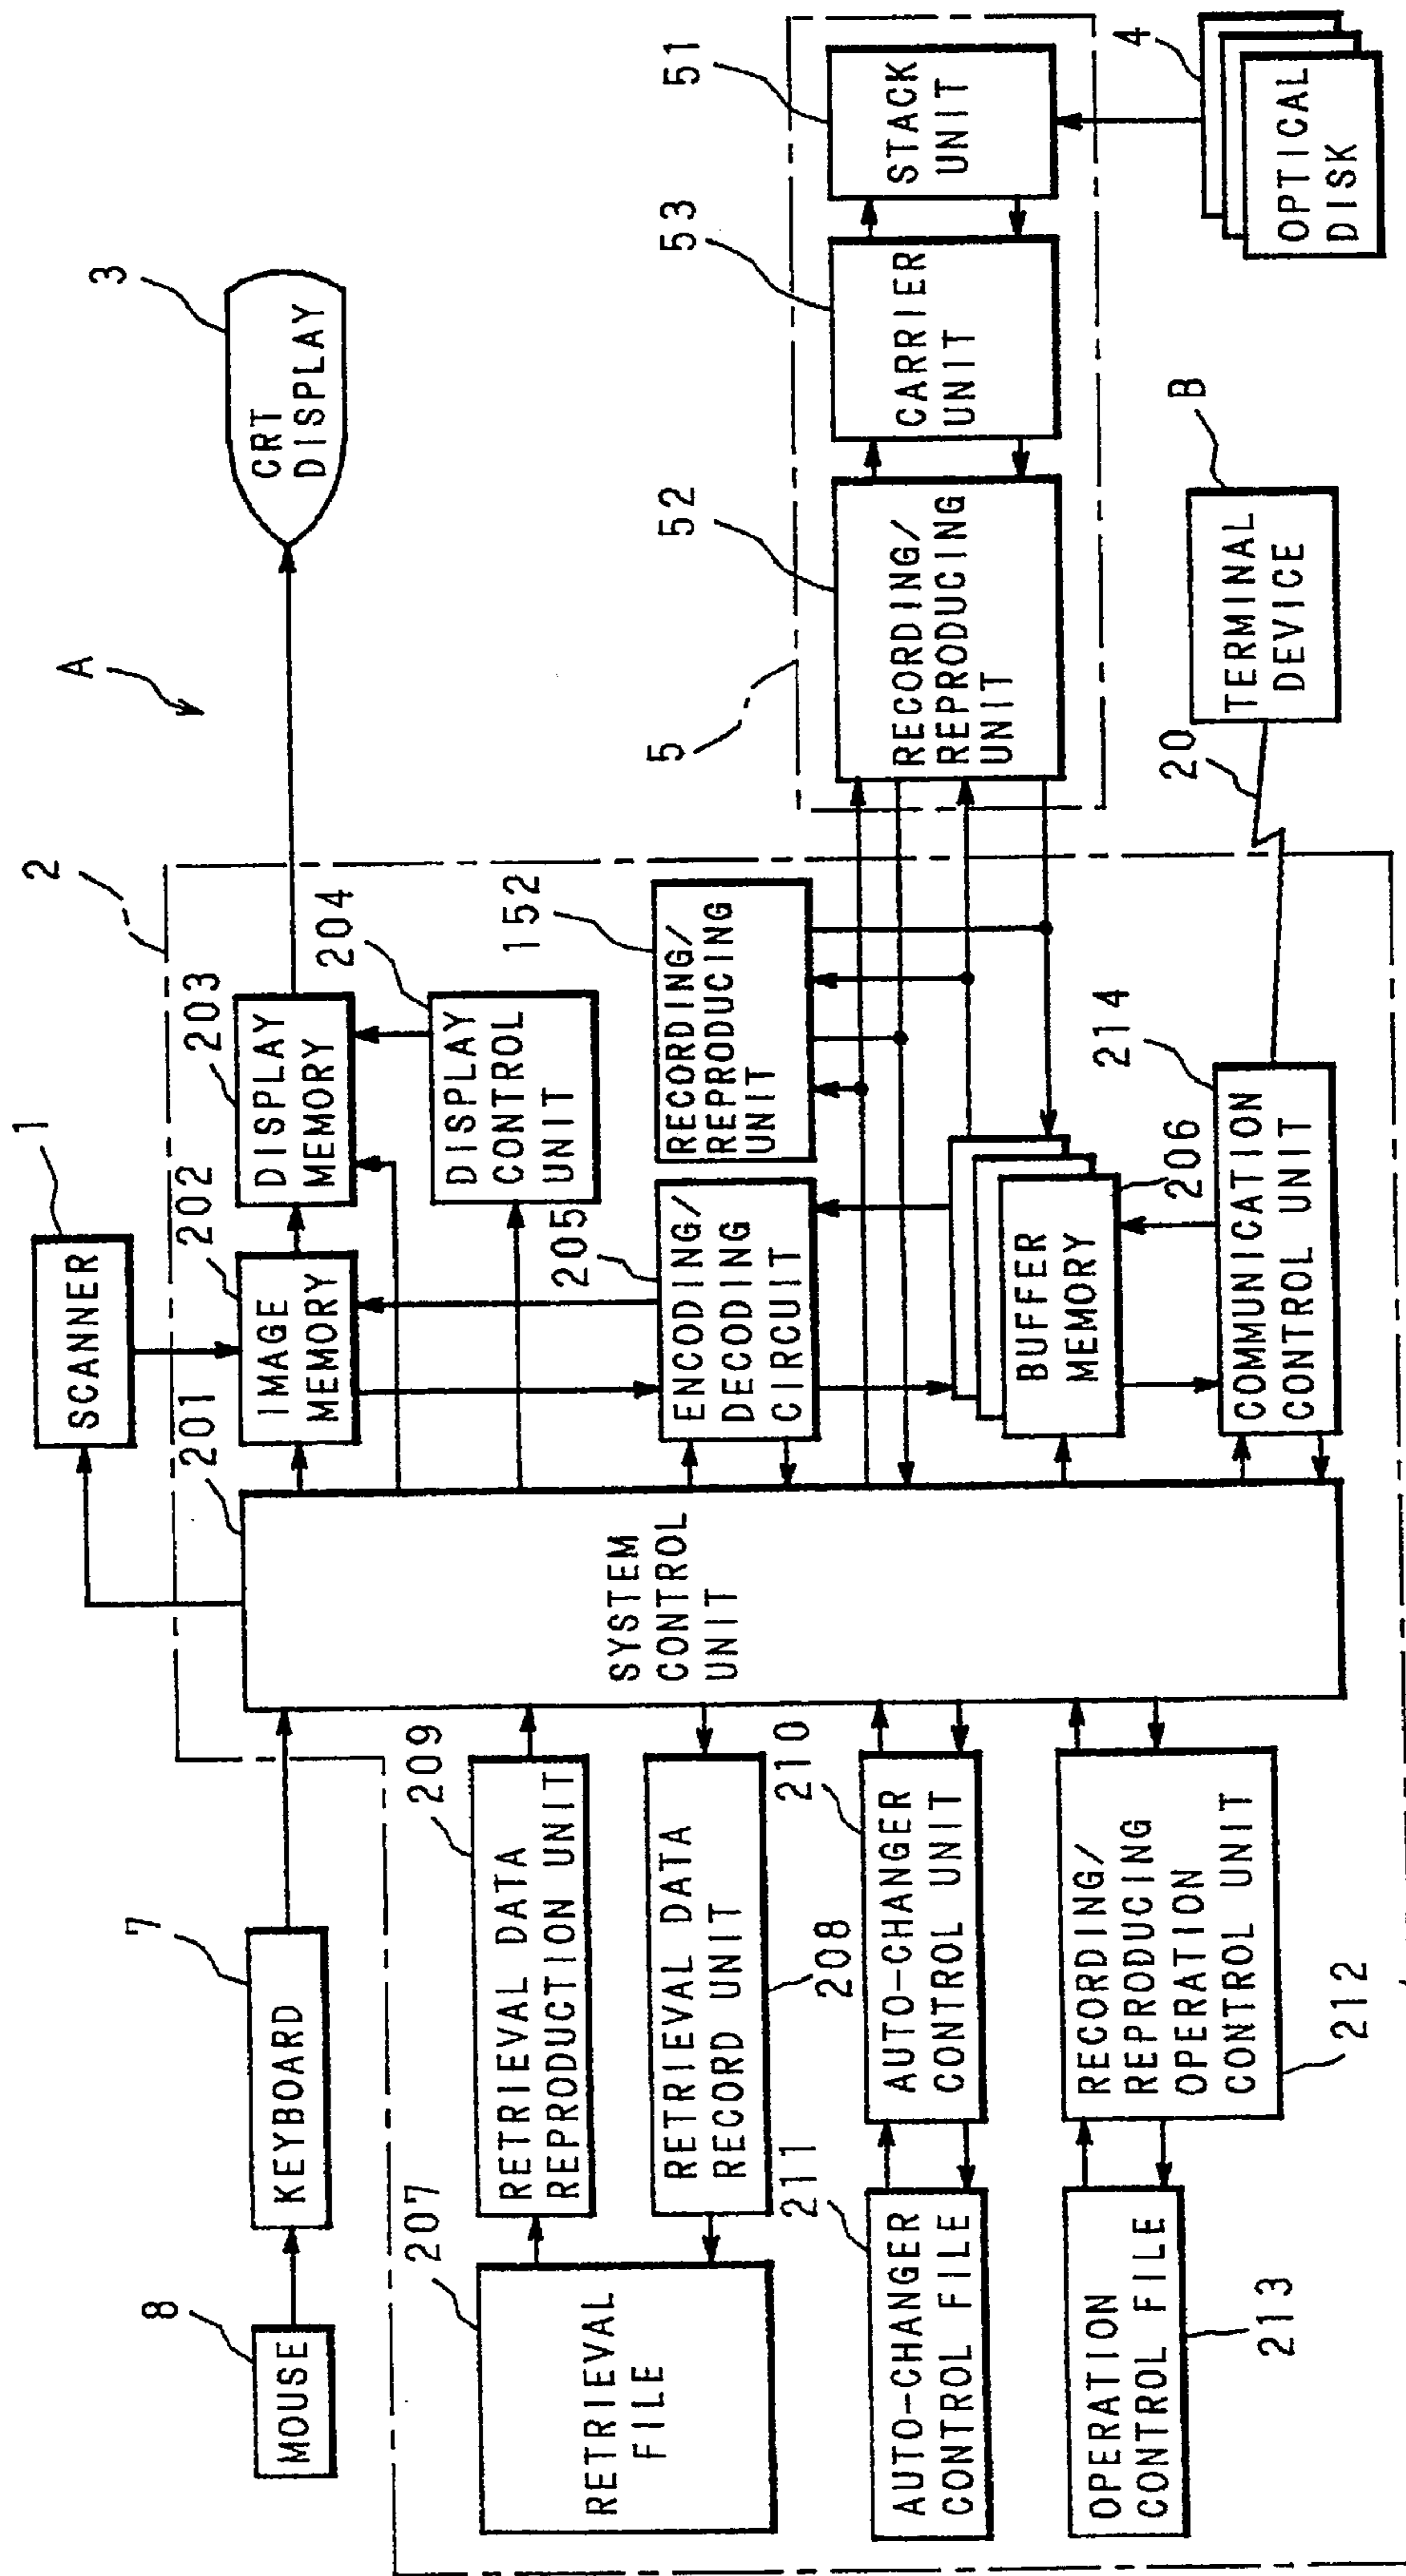 A
1
SCANNER
2
3
CRT
DISPLAY
8
MOUSE
7
KEYBOARD
201
SYSTEM
CONTROL
UNIT
202
IMAGE
MEMORY
203
DISPLAY
MEMORY
204
DISPLAY
CONTROL
UNIT
207
RETRIEVAL
FILE
209
RETRIEVAL DATA
REPRODUCTION UNIT
RETRIEVAL DATA
RECORD UNIT
208
205
ENCODING/
DECODING
CIRCUIT
152
RECORDING/
REPRODUCING
UNIT
5
52
RECORDING/
REPRODUCING
UNIT
53
CARRIER
UNIT
51
STACK
UNIT
211
AUTO-CHANGER
CONTROL FILE
210
AUTO-CHANGER
CONTROL UNIT
BUFFER
MEMORY
206
4
OPTICAL
DISK
OPERATION
CONTROL FILE
213
RECORDING/
REPRODUCING
OPERATION
CONTROL UNIT
212
214
COMMUNICATION
CONTROL UNIT
20
B
TERMINAL
DEVICE